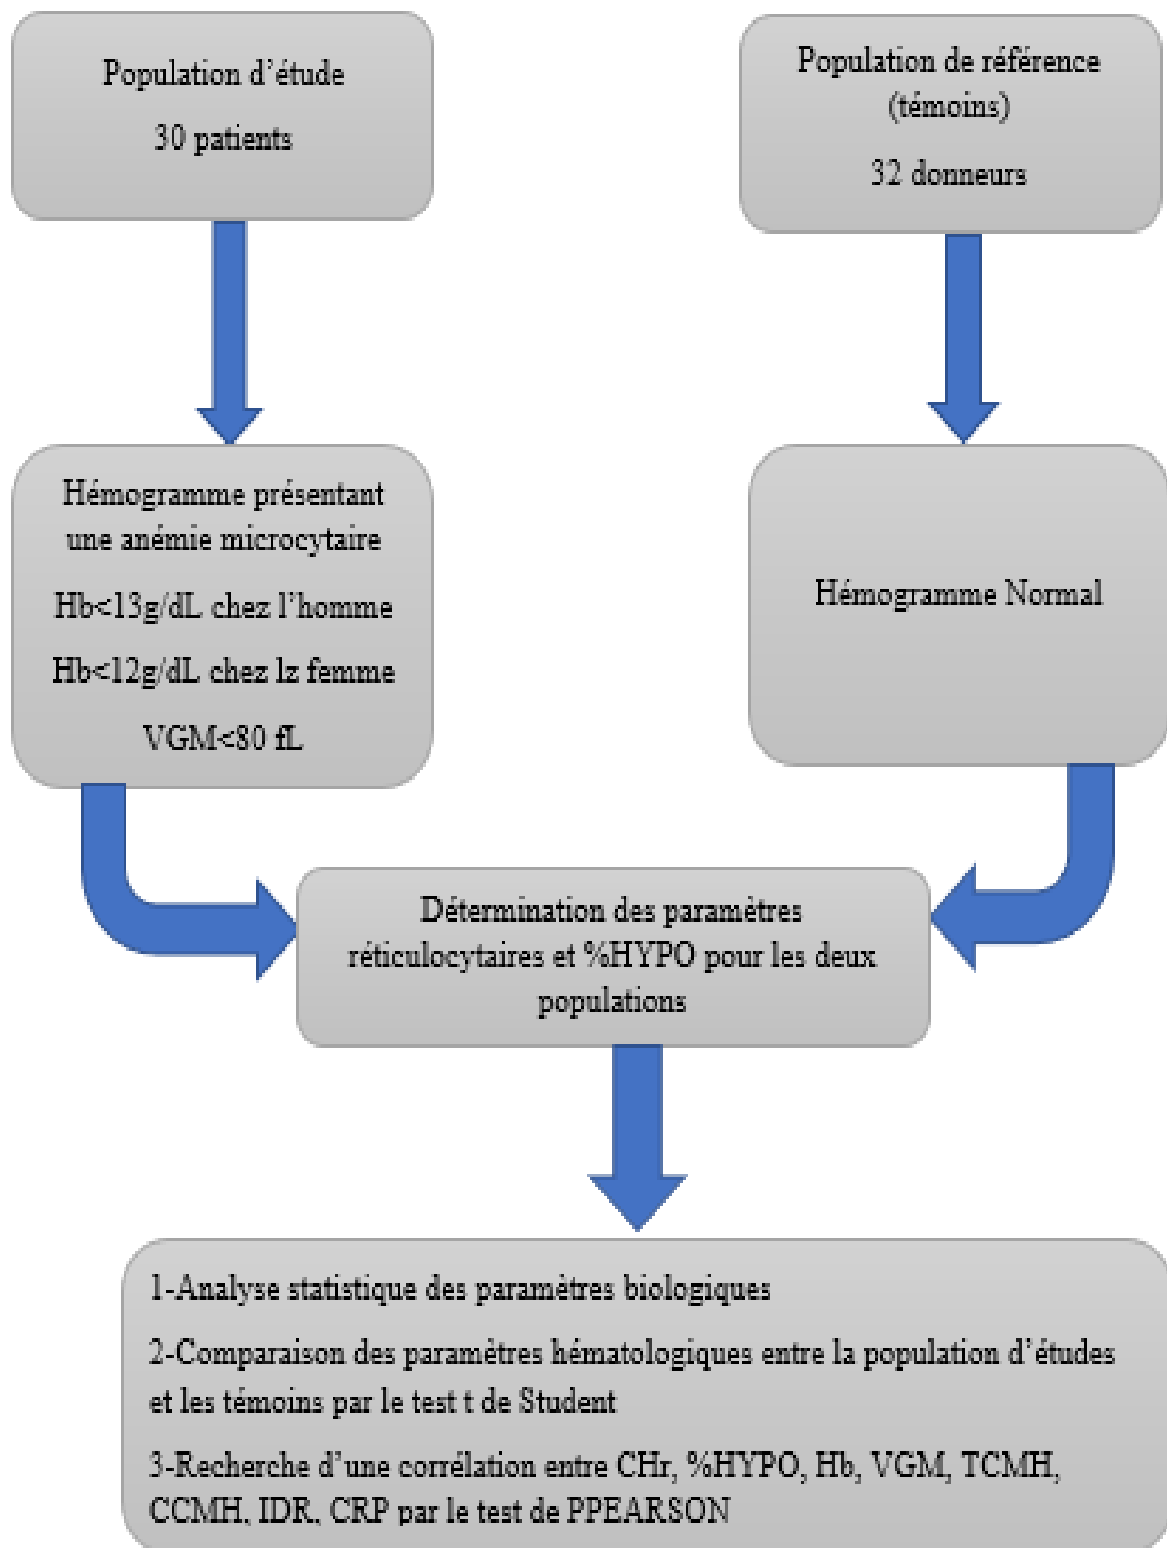 Population d’étude
30 patients
Population de référence
(témoins)
32 donneurs
Hémogramme présentant
une anémie microcytaire
Hb<13g/dL chez l’homme
Hb<12g/dL chez lz femme
VGM<80 fL
Hémogramme Normal
Détermination des paramètres
réticulocytaires et %HYPO pour les deux
populations
1-Analyse statistique des paramètres biologiques
2-Comparaison des paramètres hématologiques entre la population d’études
et les témoins par le test t de Student
3-Recherche d’une corrélation entre CHr, %HYPO, Hb, VGM, TCMH,
CCMH, IDR, CRP par le test de PPEARSON